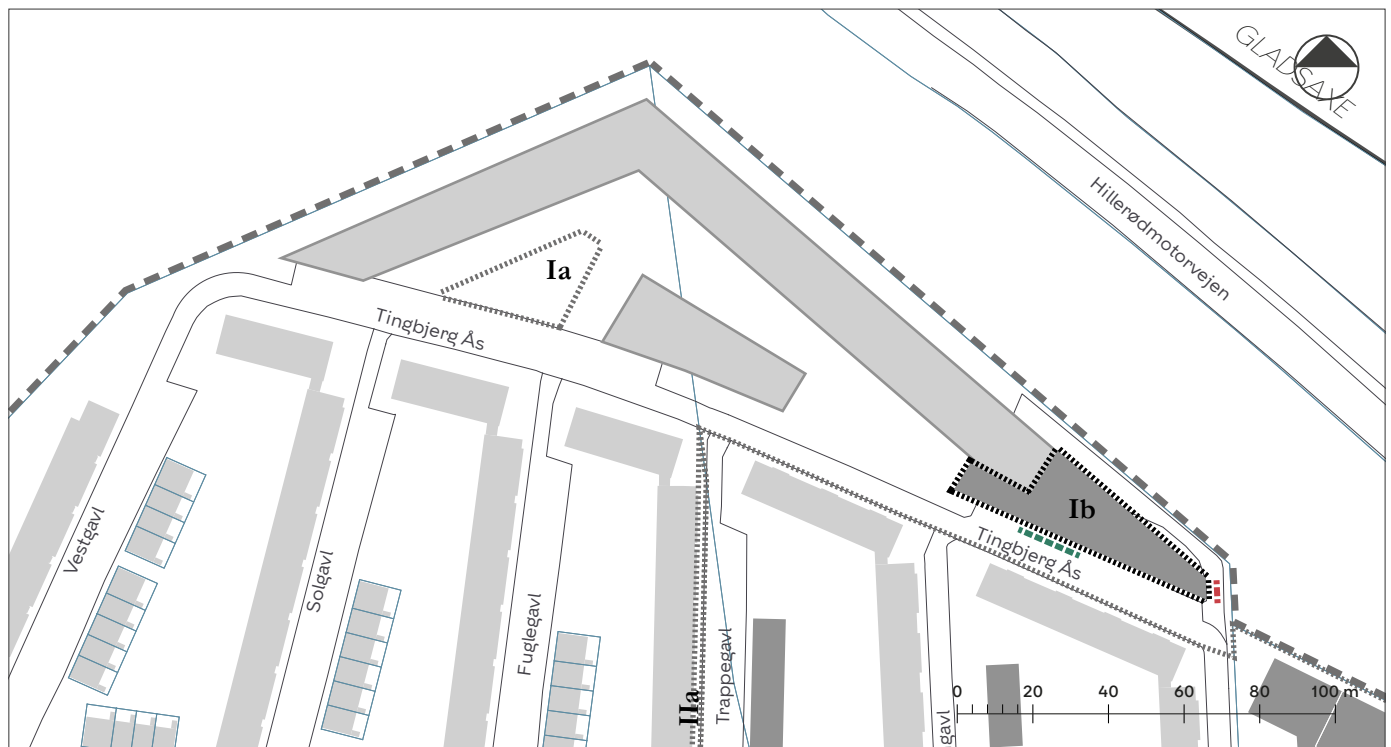 GLADSAXE
Hillerødmotorvejen
Ia
Tingbjerg Ås
Ib
Tingbjerg Ås
Vestgavl
Solgavl
Fuglegavl
Trappegavl
IIa
gavl
0 20 40 60 80 100 m